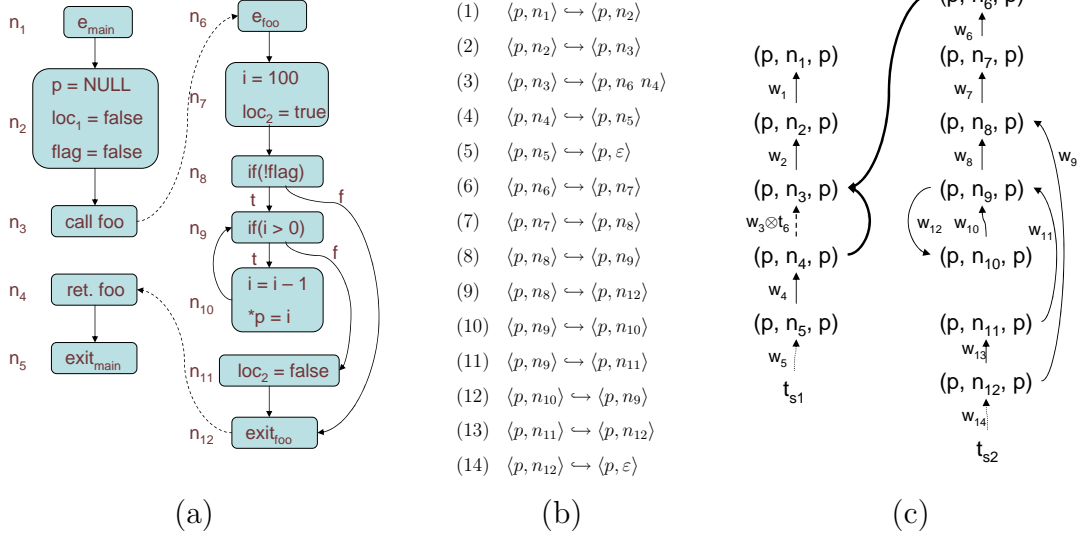 n₁
e_main
n₂
p = NULL
loc₁ = false
flag = false
n₃
call foo
n₄
ret. foo
n₅
exit_main
n₆
e_foo
n₇
i = 100
loc₂ = true
n₈
if(!flag)
t
f
n₉
if(i > 0)
t
f
n₁₀
i = i – 1
*p = i
n₁₁
loc₂ = false
n₁₂
exit_foo
(a)
(1) ⟨p, n₁⟩ ↪ ⟨p, n₂⟩
(2) ⟨p, n₂⟩ ↪ ⟨p, n₃⟩
(3) ⟨p, n₃⟩ ↪ ⟨p, n₆ n₄⟩
(4) ⟨p, n₄⟩ ↪ ⟨p, n₅⟩
(5) ⟨p, n₅⟩ ↪ ⟨p, ε⟩
(6) ⟨p, n₆⟩ ↪ ⟨p, n₇⟩
(7) ⟨p, n₇⟩ ↪ ⟨p, n₈⟩
(8) ⟨p, n₈⟩ ↪ ⟨p, n₉⟩
(9) ⟨p, n₈⟩ ↪ ⟨p, n₁₂⟩
(10) ⟨p, n₉⟩ ↪ ⟨p, n₁₀⟩
(11) ⟨p, n₉⟩ ↪ ⟨p, n₁₁⟩
(12) ⟨p, n₁₀⟩ ↪ ⟨p, n₉⟩
(13) ⟨p, n₁₁⟩ ↪ ⟨p, n₁₂⟩
(14) ⟨p, n₁₂⟩ ↪ ⟨p, ε⟩
(b)
(p, n₁, p)
w₁
(p, n₂, p)
w₂
(p, n₃, p)
w₃⊗t₆
(p, n₄, p)
w₄
(p, n₅, p)
w₅
t_s1
(p, n₆, p)
w₆
(p, n₇, p)
w₇
(p, n₈, p)
w₈
w₉
(p, n₉, p)
w₁₂
w₁₀
w₁₁
(p, n₁₀, p)
(p, n₁₁, p)
w₁₃
(p, n₁₂, p)
w₁₄
t_s2
(c)